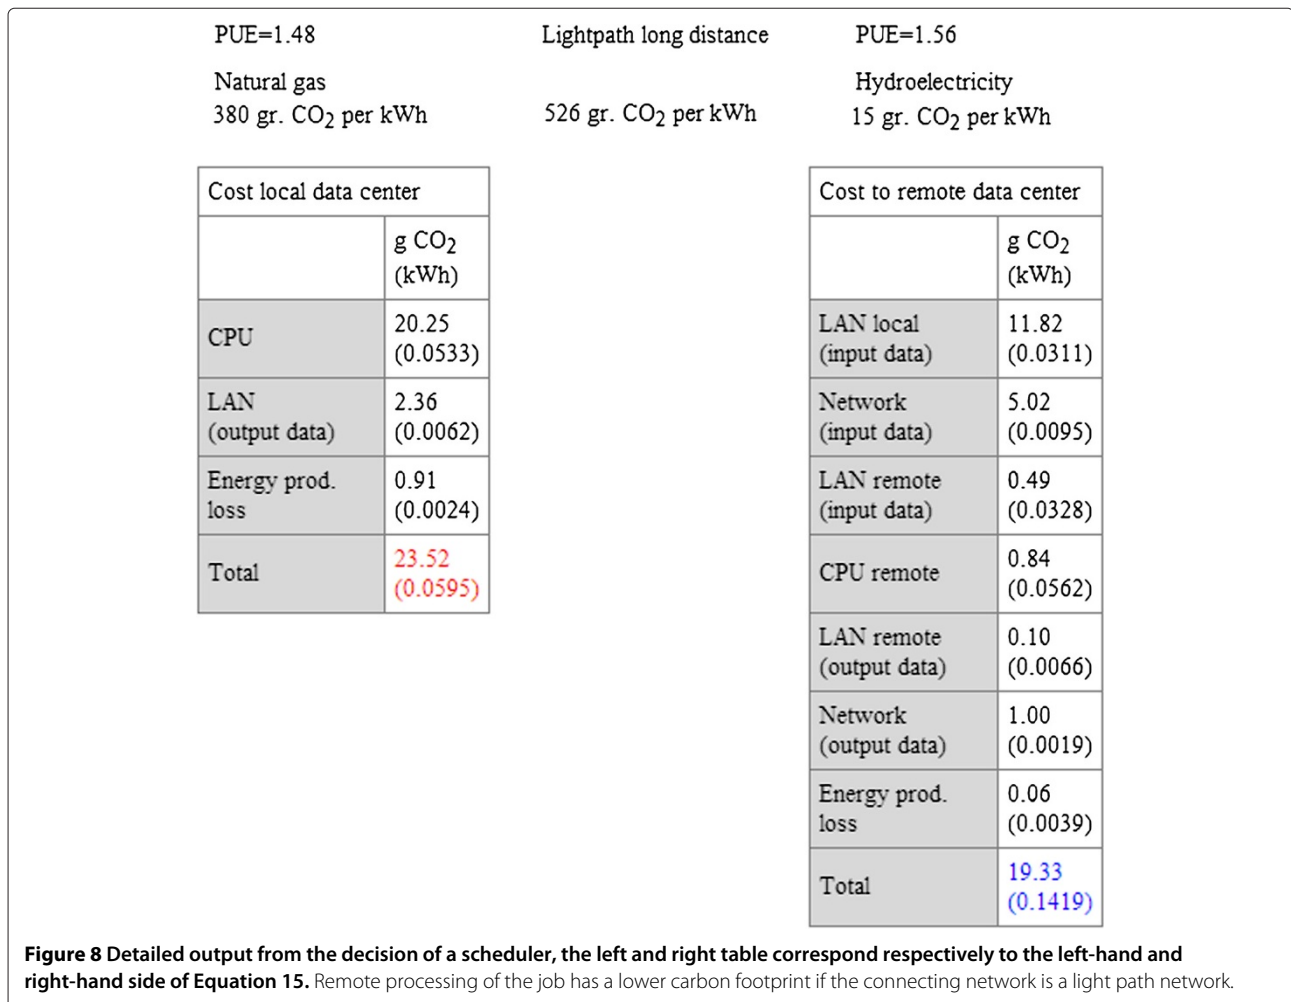 PUE=1.48
Lightpath long distance
PUE=1.56
Natural gas
380 gr. CO2 per kWh
526 gr. CO2 per kWh
Hydroelectricity
15 gr. CO2 per kWh
Cost local data center
g CO2
(kWh)
CPU
20.25
(0.0533)
LAN
(output data)
2.36
(0.0062)
Energy prod.
loss
0.91
(0.0024)
Total
23.52
(0.0595)
Cost to remote data center
g CO2
(kWh)
LAN local
(input data)
11.82
(0.0311)
Network
(input data)
5.02
(0.0095)
LAN remote
(input data)
0.49
(0.0328)
CPU remote
0.84
(0.0562)
LAN remote
(output data)
0.10
(0.0066)
Network
(output data)
1.00
(0.0019)
Energy prod.
loss
0.06
(0.0039)
Total
19.33
(0.1419)
Figure 8 Detailed output from the decision of a scheduler, the left and right table correspond respectively to the left-hand and
right-hand side of Equation 15. Remote processing of the job has a lower carbon footprint if the connecting network is a light path network.